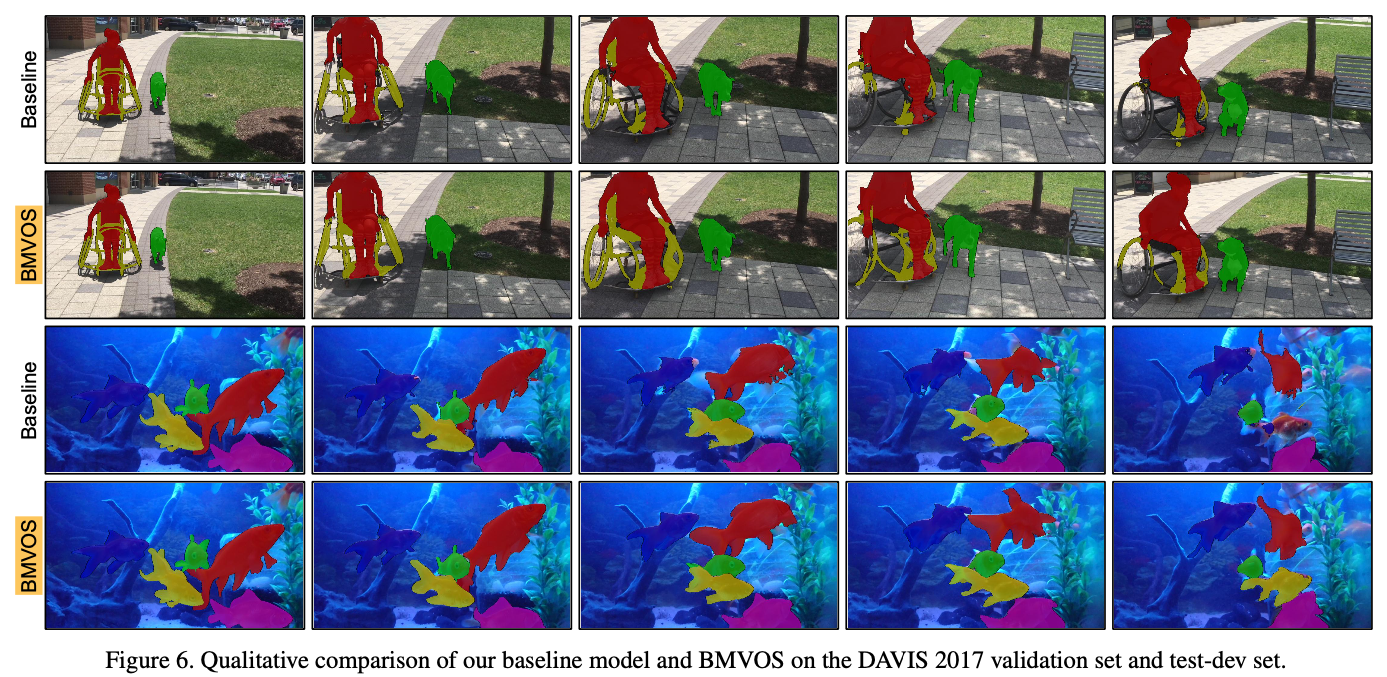 Baseline
BMVOS
Baseline
BMVOS
Figure 6. Qualitative comparison of our baseline model and BMVOS on the DAVIS 2017 validation set and test-dev set.